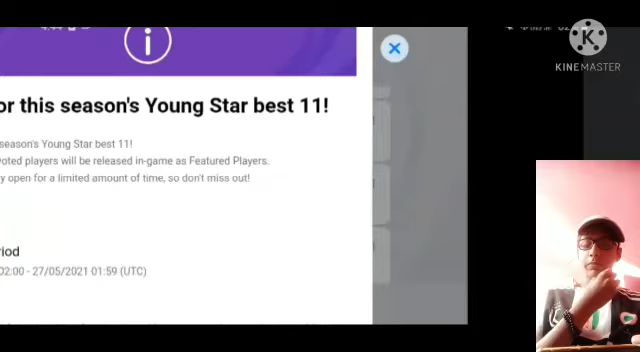 or this season's Young Star best 11!
season's Young Star best 11!
voted players will be released in-game as Featured Players.
y open for a limited amount of time, so don't miss out!
riod
02:00 - 27/05/2021 01:59 (UTC)
KINEMASTER